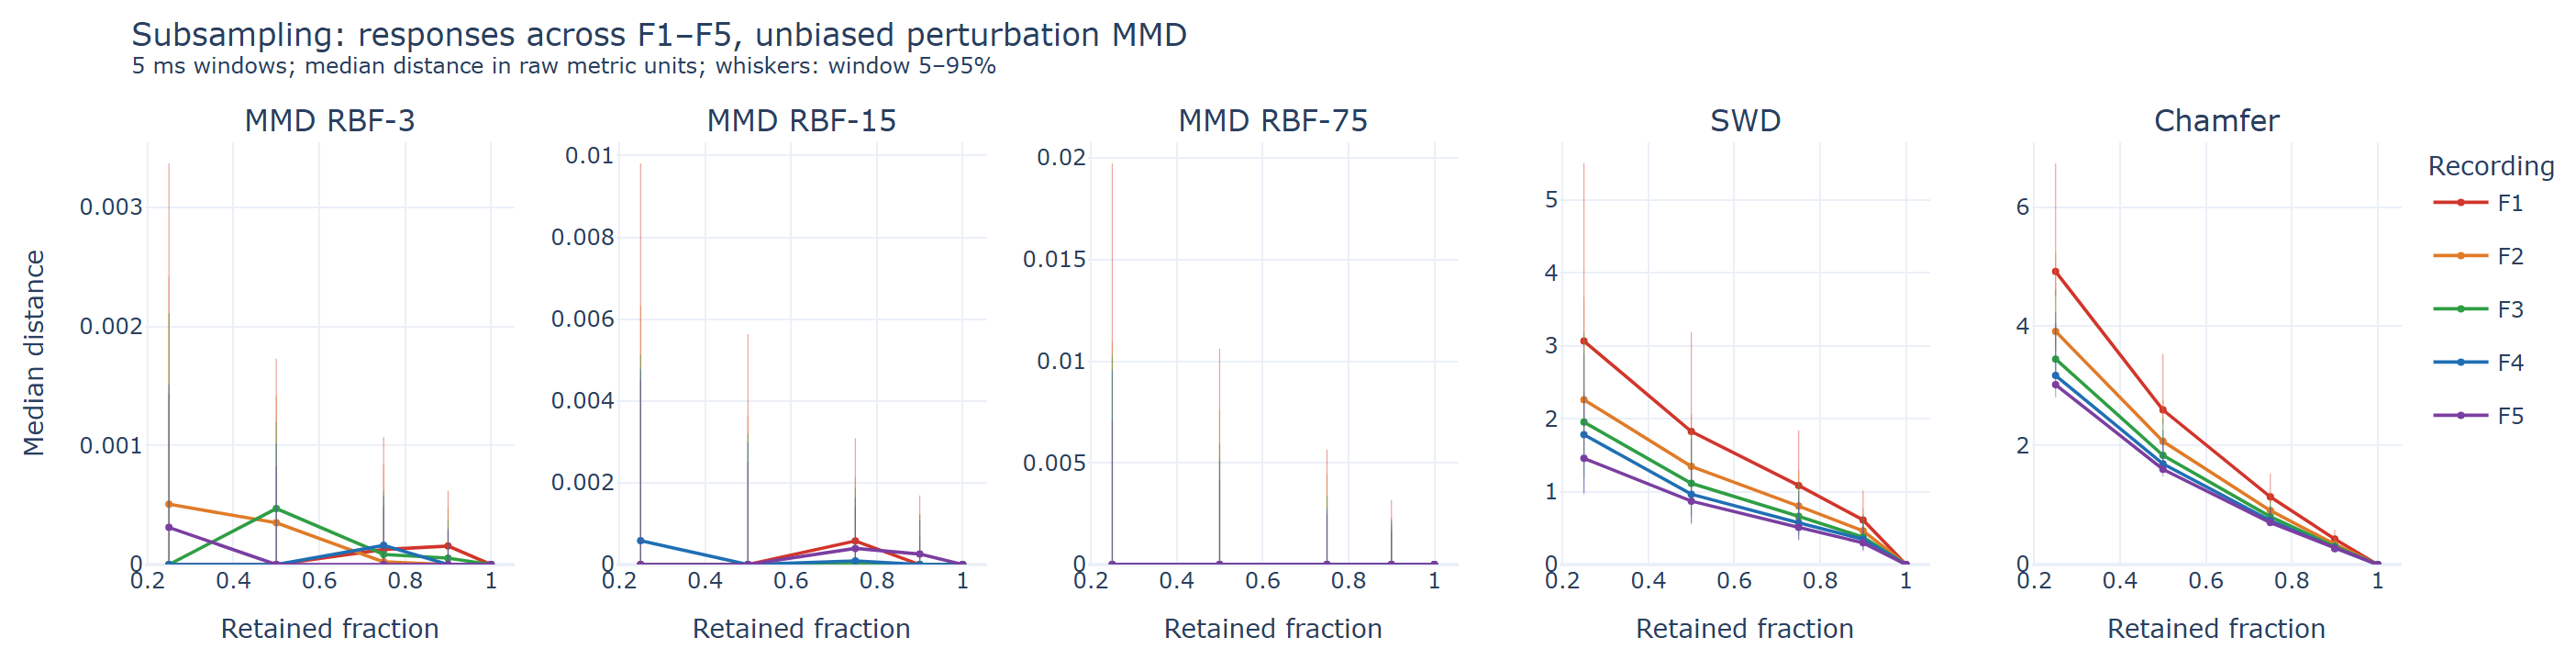 Subsampling: responses across F1–F5, unbiased perturbation MMD
5 ms windows; median distance in raw metric units; whiskers: window 5–95%
MMD RBF-3
MMD RBF-15
MMD RBF-75
SWD
Chamfer
Median distance
0.003
0.002
0.001
0
0.2 0.4 0.6 0.8 1
Retained fraction
0.01
0.008
0.006
0.004
0.002
0
0.2 0.4 0.6 0.8 1
Retained fraction
0.02
0.015
0.01
0.005
0
0.2 0.4 0.6 0.8 1
Retained fraction
5
4
3
2
1
0
0.2 0.4 0.6 0.8 1
Retained fraction
6
4
2
0
0.2 0.4 0.6 0.8 1
Retained fraction
Recording
F1
F2
F3
F4
F5